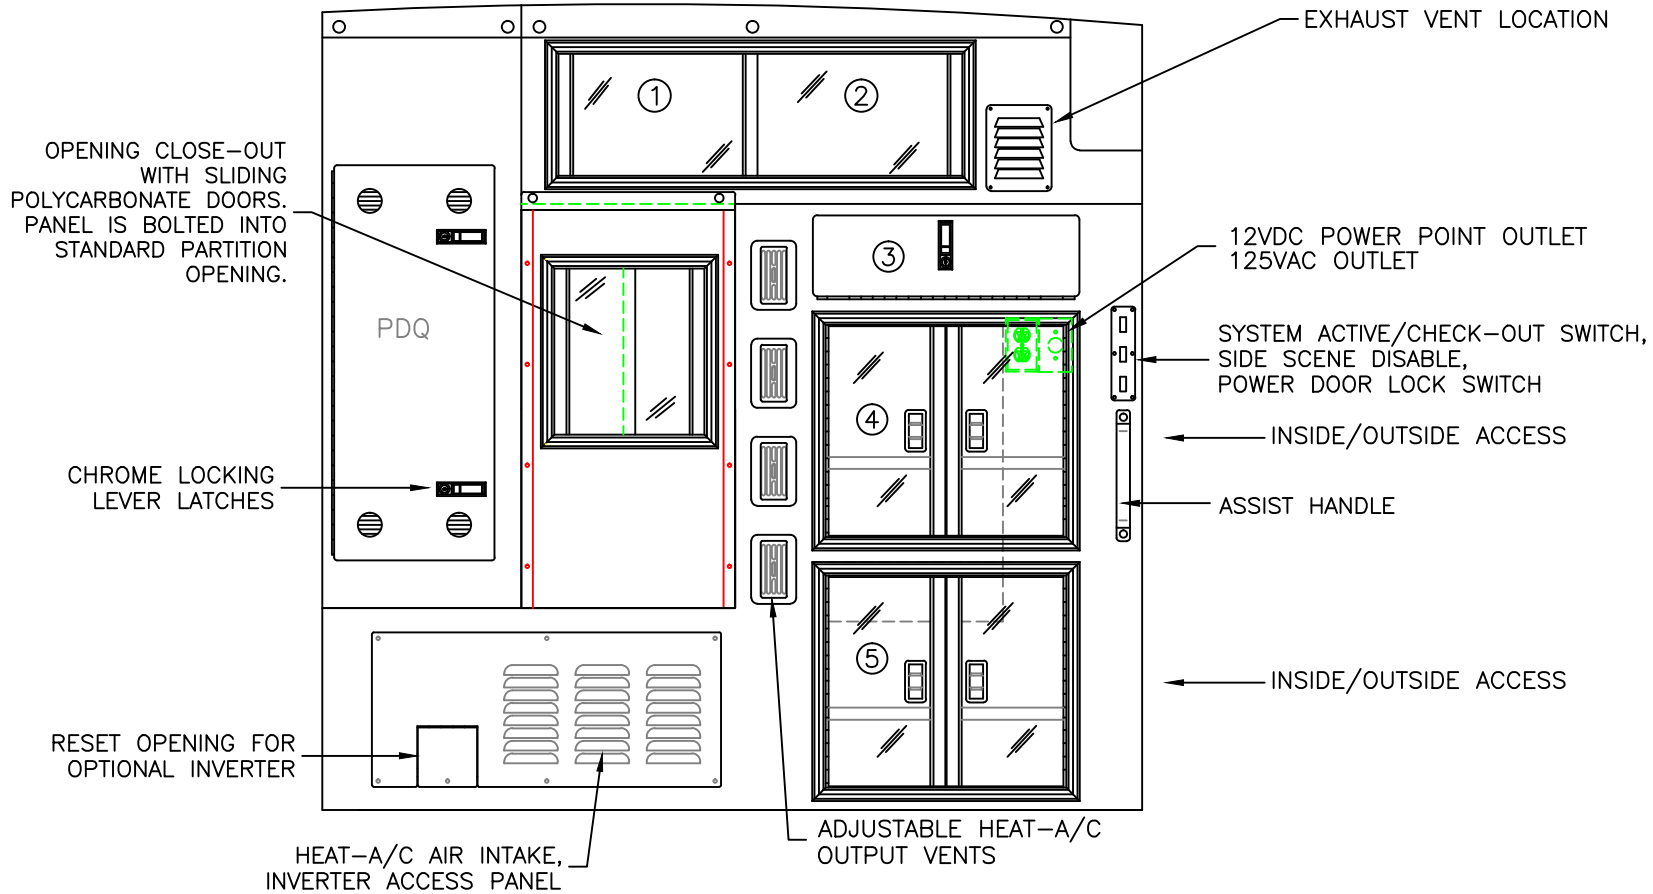 EXHAUST VENT LOCATION
1
2
OPENING CLOSE-OUT
WITH SLIDING
POLYCARBONATE DOORS.
PANEL IS BOLTED INTO
STANDARD PARTITION
OPENING.
3
12VDC POWER POINT OUTLET
125VAC OUTLET
PDQ
SYSTEM ACTIVE/CHECK-OUT SWITCH,
SIDE SCENE DISABLE,
POWER DOOR LOCK SWITCH
4
INSIDE/OUTSIDE ACCESS
CHROME LOCKING
LEVER LATCHES
ASSIST HANDLE
5
INSIDE/OUTSIDE ACCESS
RESET OPENING FOR
OPTIONAL INVERTER
ADJUSTABLE HEAT-A/C
OUTPUT VENTS
HEAT-A/C AIR INTAKE,
INVERTER ACCESS PANEL